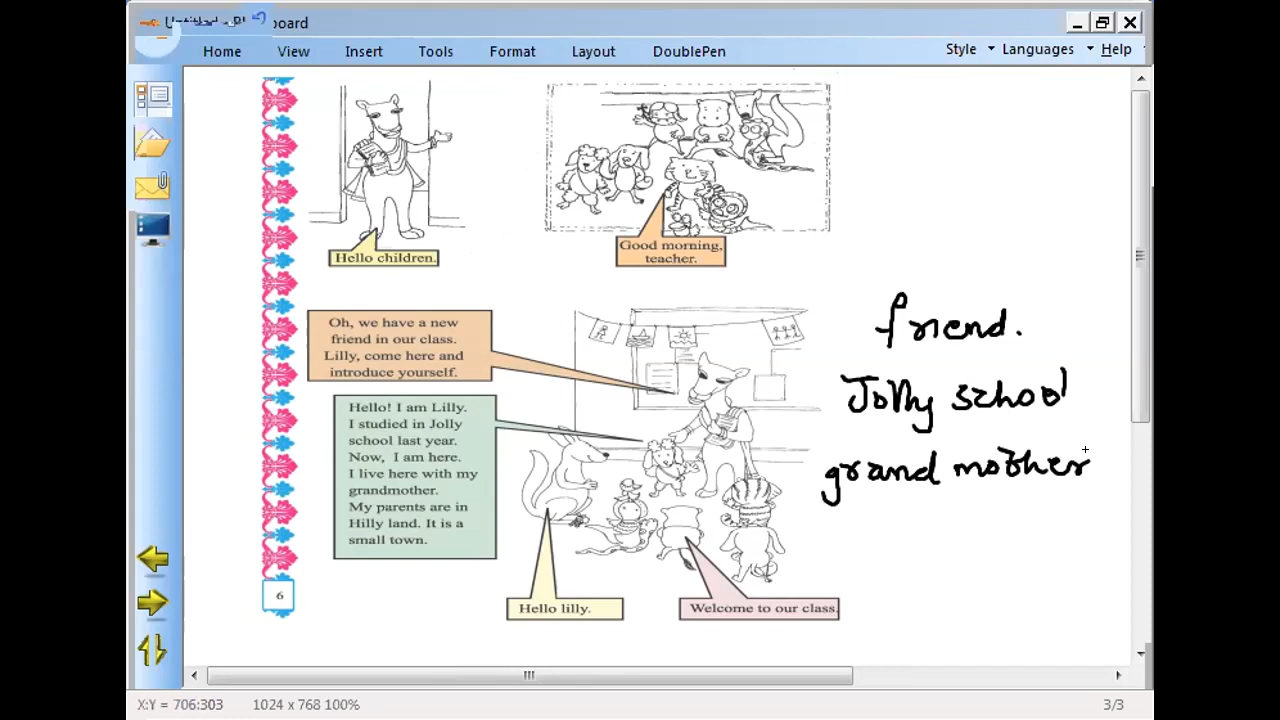 Home View Insert Tools Format Layout DoublePen Style Languages Help
Hello children.
Good morning,
teacher.
Oh, we have a new
friend in our class.
Lilly, come here and
introduce yourself.
Hello! I am Lilly.
I studied in Jolly
school last year.
Now, I am here.
I live here with my
grandmother.
My parents are in
Hilly land. It is a
small town.
friend.
Jolly school
grand mother
6
Hello lilly.
Welcome to our class.
X:Y = 706:303 1024 x 768 100% 3/3